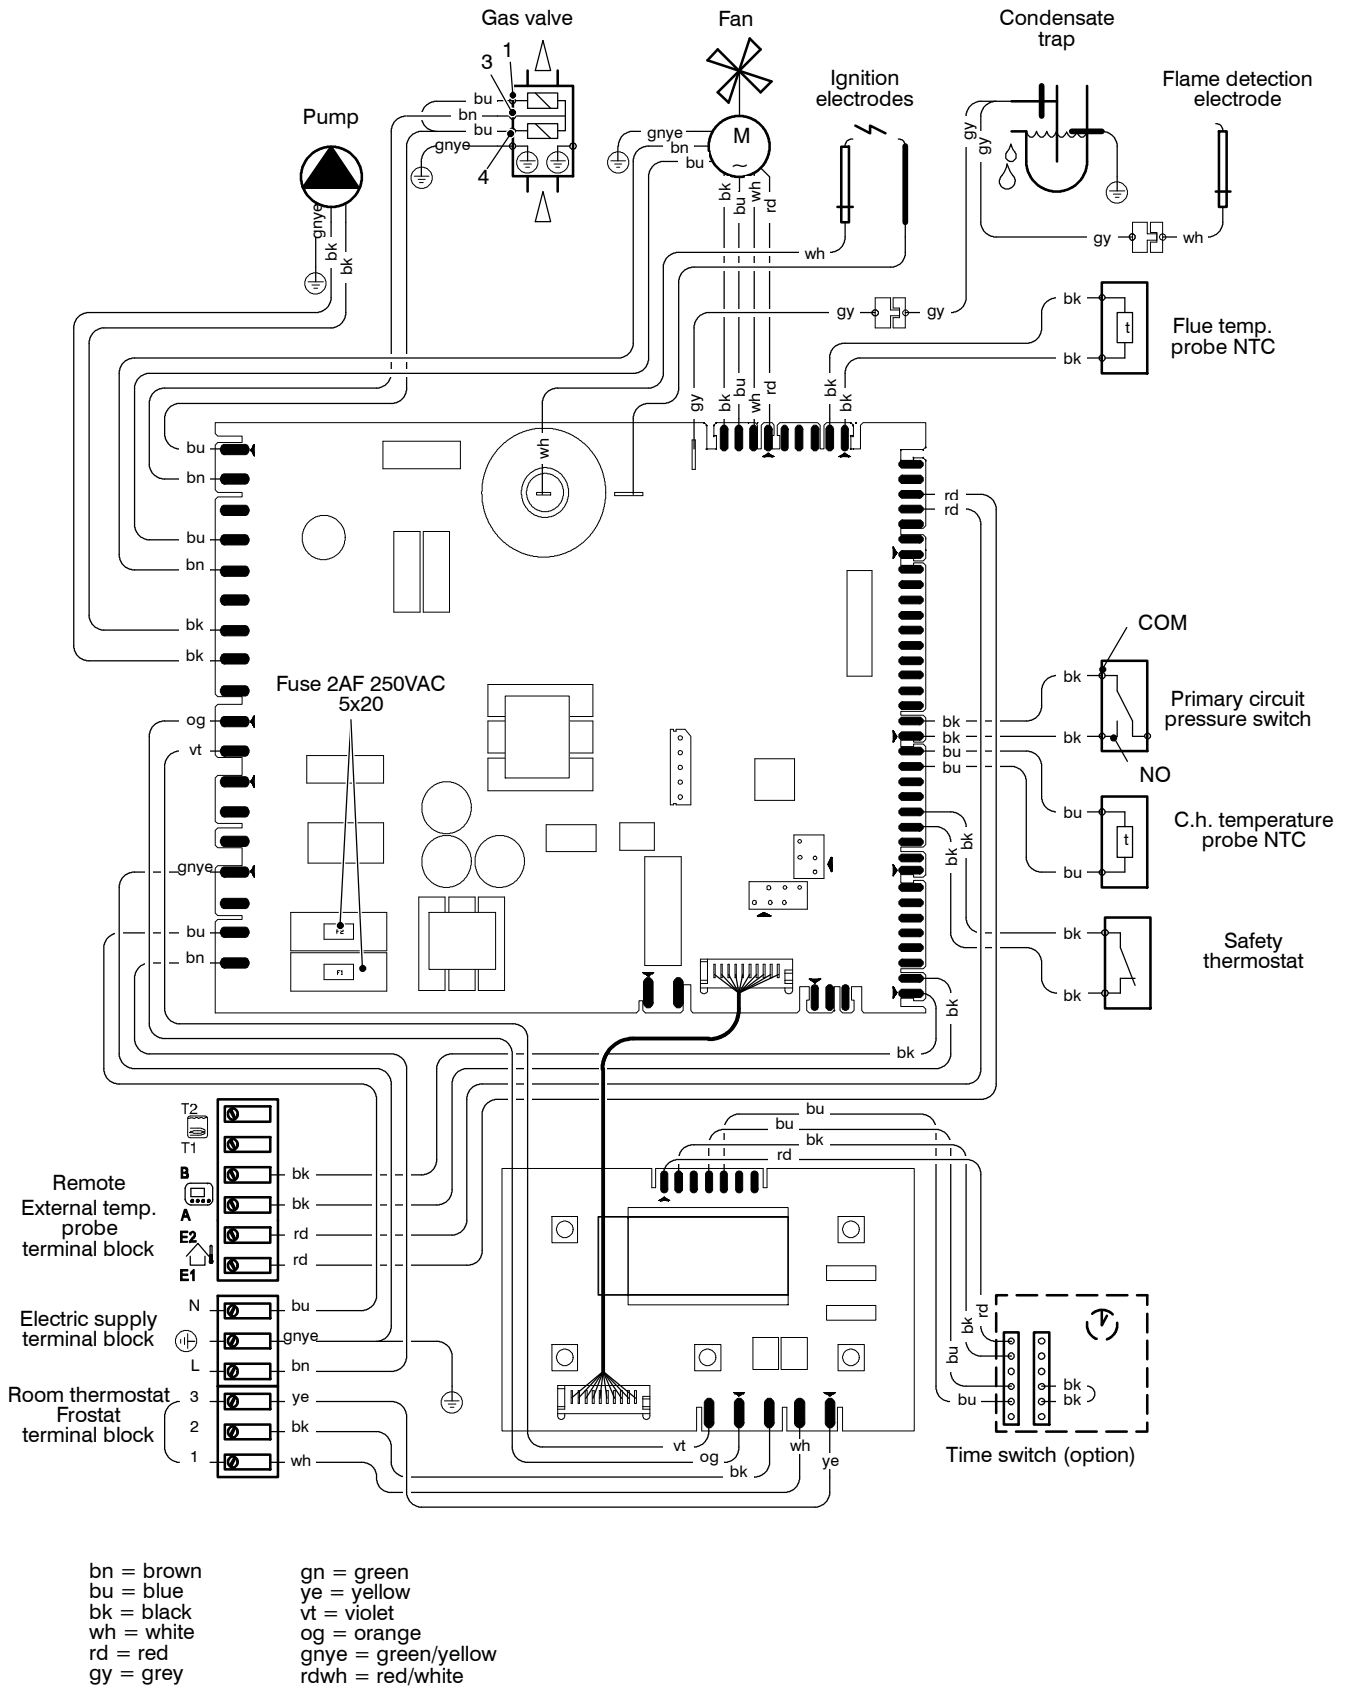 Gas valve
Fan
Condensate
trap
1
3
bu
bn
bu
gnye
4
Pump
gnye
bk
bk
gnye
bn
bu
M
~
bk
bu
wh
rd
Ignition
electrodes
wh
gy
gy
Flame detection
electrode
gy
wh
gy
gy
bk
t
bk
Flue temp.
probe NTC
gy
bk
bu
wh
rd
bk
bk
wh
bu
bn
bu
bn
bk
bk
og
vt
gnye
bu
bn
Fuse 2AF 250VAC
5x20
F2
F1
rd
rd
bk
bk
bu
bu
bk
bk
bk
bk
COM
bk
bk
NO
Primary circuit
pressure switch
bu
t
bu
C.h. temperature
probe NTC
bk
bk
Safety
thermostat
T2
T1
B
A
E2
E1
bk
bk
rd
rd
Remote
External temp.
probe
terminal block
N
L
bu
gnye
bn
Electric supply
terminal block
Room thermostat
Frostat
terminal block
3
2
1
ye
bk
wh
bu
bu
bk
rd
vt
og
bk
wh
ye
rd
bk
bu
bu
bk
bk
Time switch (option)
bn = brown
bu = blue
bk = black
wh = white
rd = red
gy = grey
gn = green
ye = yellow
vt = violet
og = orange
gnye = green/yellow
rdwh = red/white